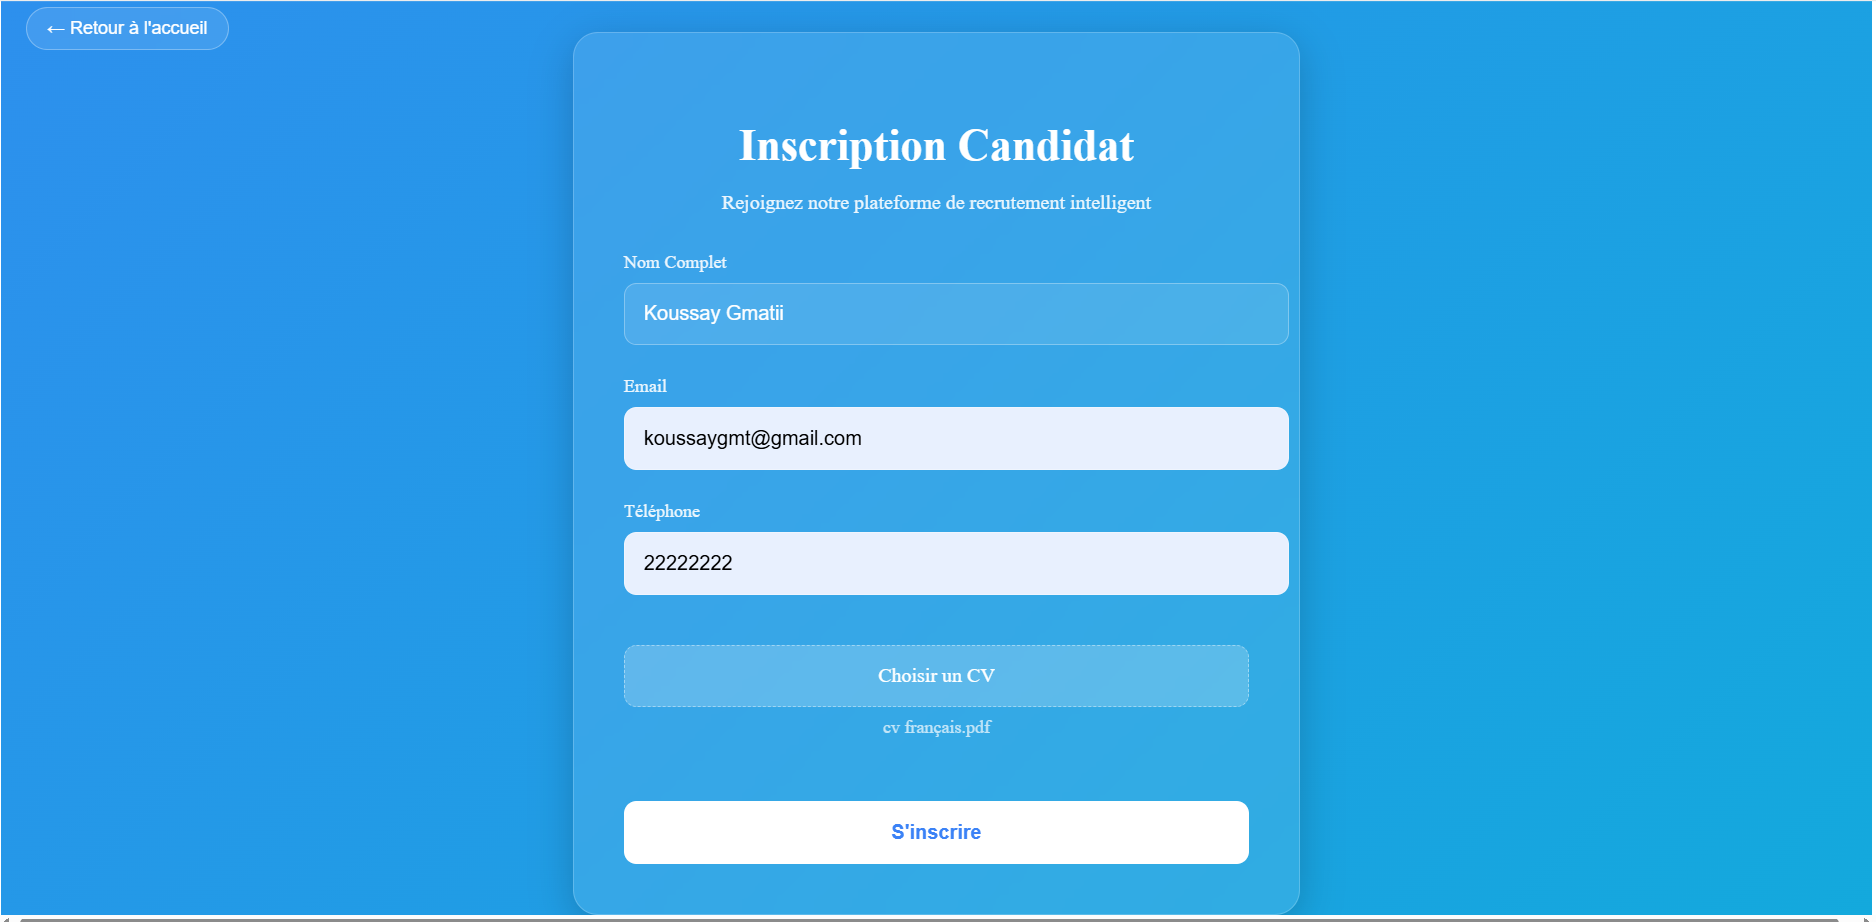 ← Retour à l'accueil
Inscription Candidat
Rejoignez notre plateforme de recrutement intelligent
Nom Complet
Koussay Gmatii
Email
koussaygmt@gmail.com
Téléphone
22222222
Choisir un CV
cv français.pdf
S'inscrire